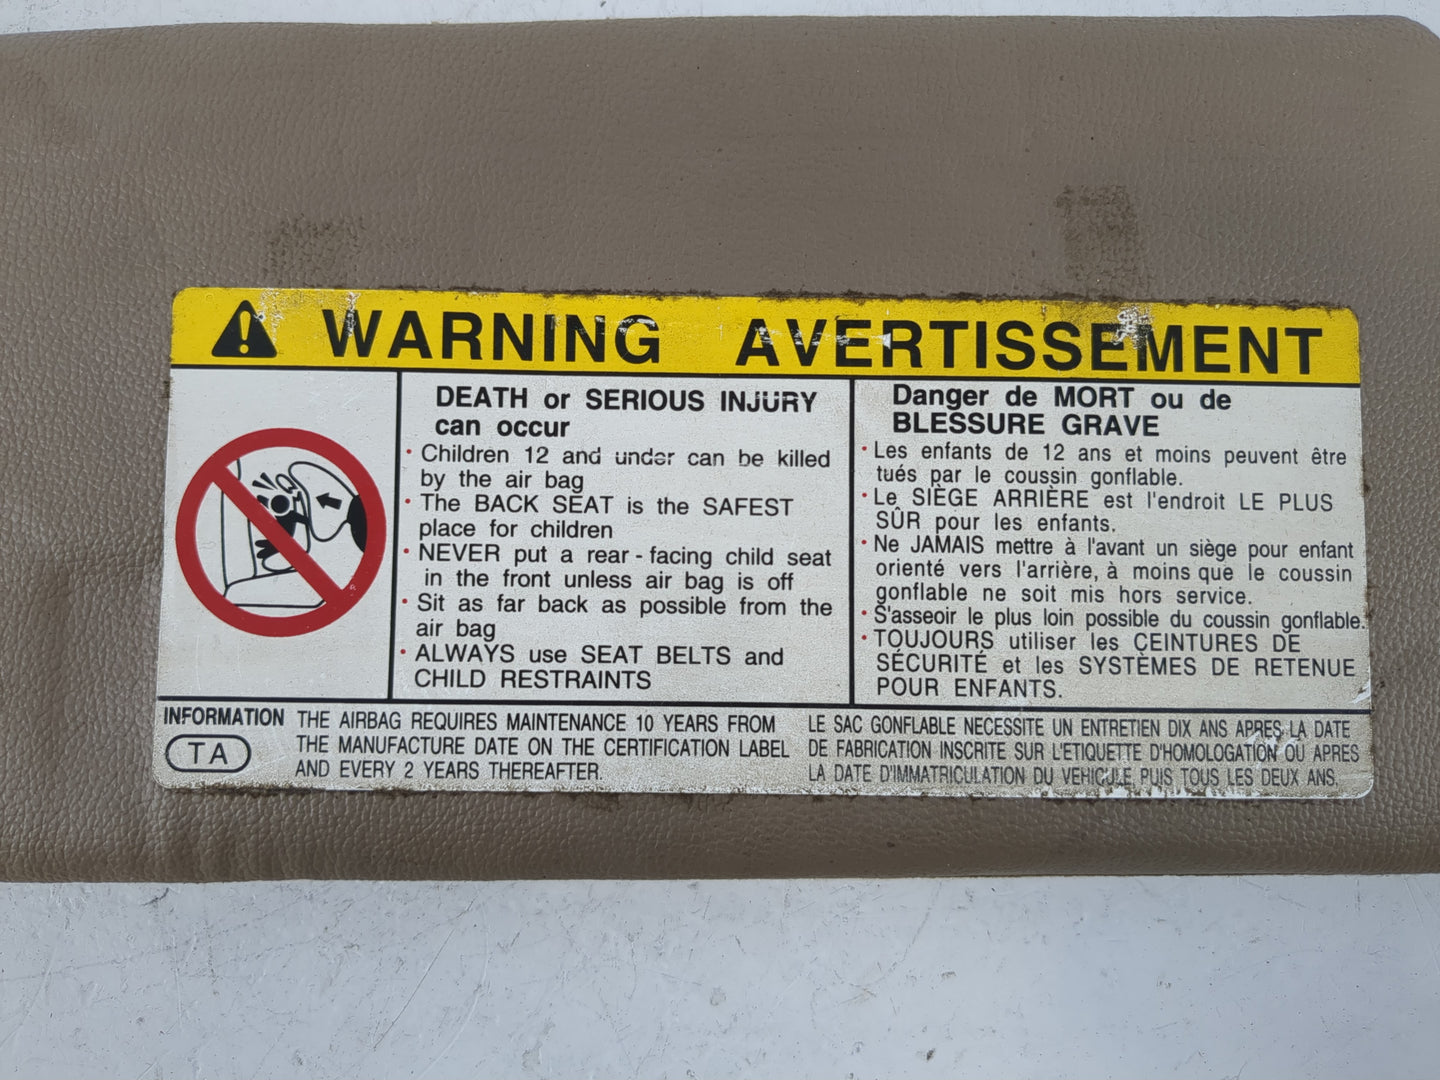 WARNING AVERTISSEMENT
DEATH or SERIOUS INJURY
can occur
• Children 12 and under can be killed
by the air bag
• The BACK SEAT is the SAFEST
place for children
• NEVER put a rear - facing child seat
in the front unless air bag is off
• Sit as far back as possible from the
air bag
• ALWAYS use SEAT BELTS and
CHILD RESTRAINTS
Danger de MORT ou de
BLESSURE GRAVE
• Les enfants de 12 ans et moins peuvent être
tués par le coussin gonflable.
• Le SIÈGE ARRIÈRE est l'endroit LE PLUS
SÛR pour les enfants.
• Ne JAMAIS mettre à l'avant un siège pour enfant
orienté vers l'arrière, à moins que le coussin
gonflable ne soit mis hors service.
• S'asseoir le plus loin possible du coussin gonflable.
• TOUJOURS utiliser les CEINTURES DE
SÉCURITÉ et les SYSTÈMES DE RETENUE
POUR ENFANTS.
INFORMATION
TA
THE AIRBAG REQUIRES MAINTENANCE 10 YEARS FROM
THE MANUFACTURE DATE ON THE CERTIFICATION LABEL
AND EVERY 2 YEARS THEREAFTER.
LE SAC GONFLABLE NECESSITE UN ENTRETIEN DIX ANS APRES LA DATE
DE FABRICATION INSCRITE SUR L'ETIQUETTE D'HOMOLOGATION OU APRES
LA DATE D'IMMATRICULATION DU VEHICULE, PUIS TOUS LES DEUX ANS.